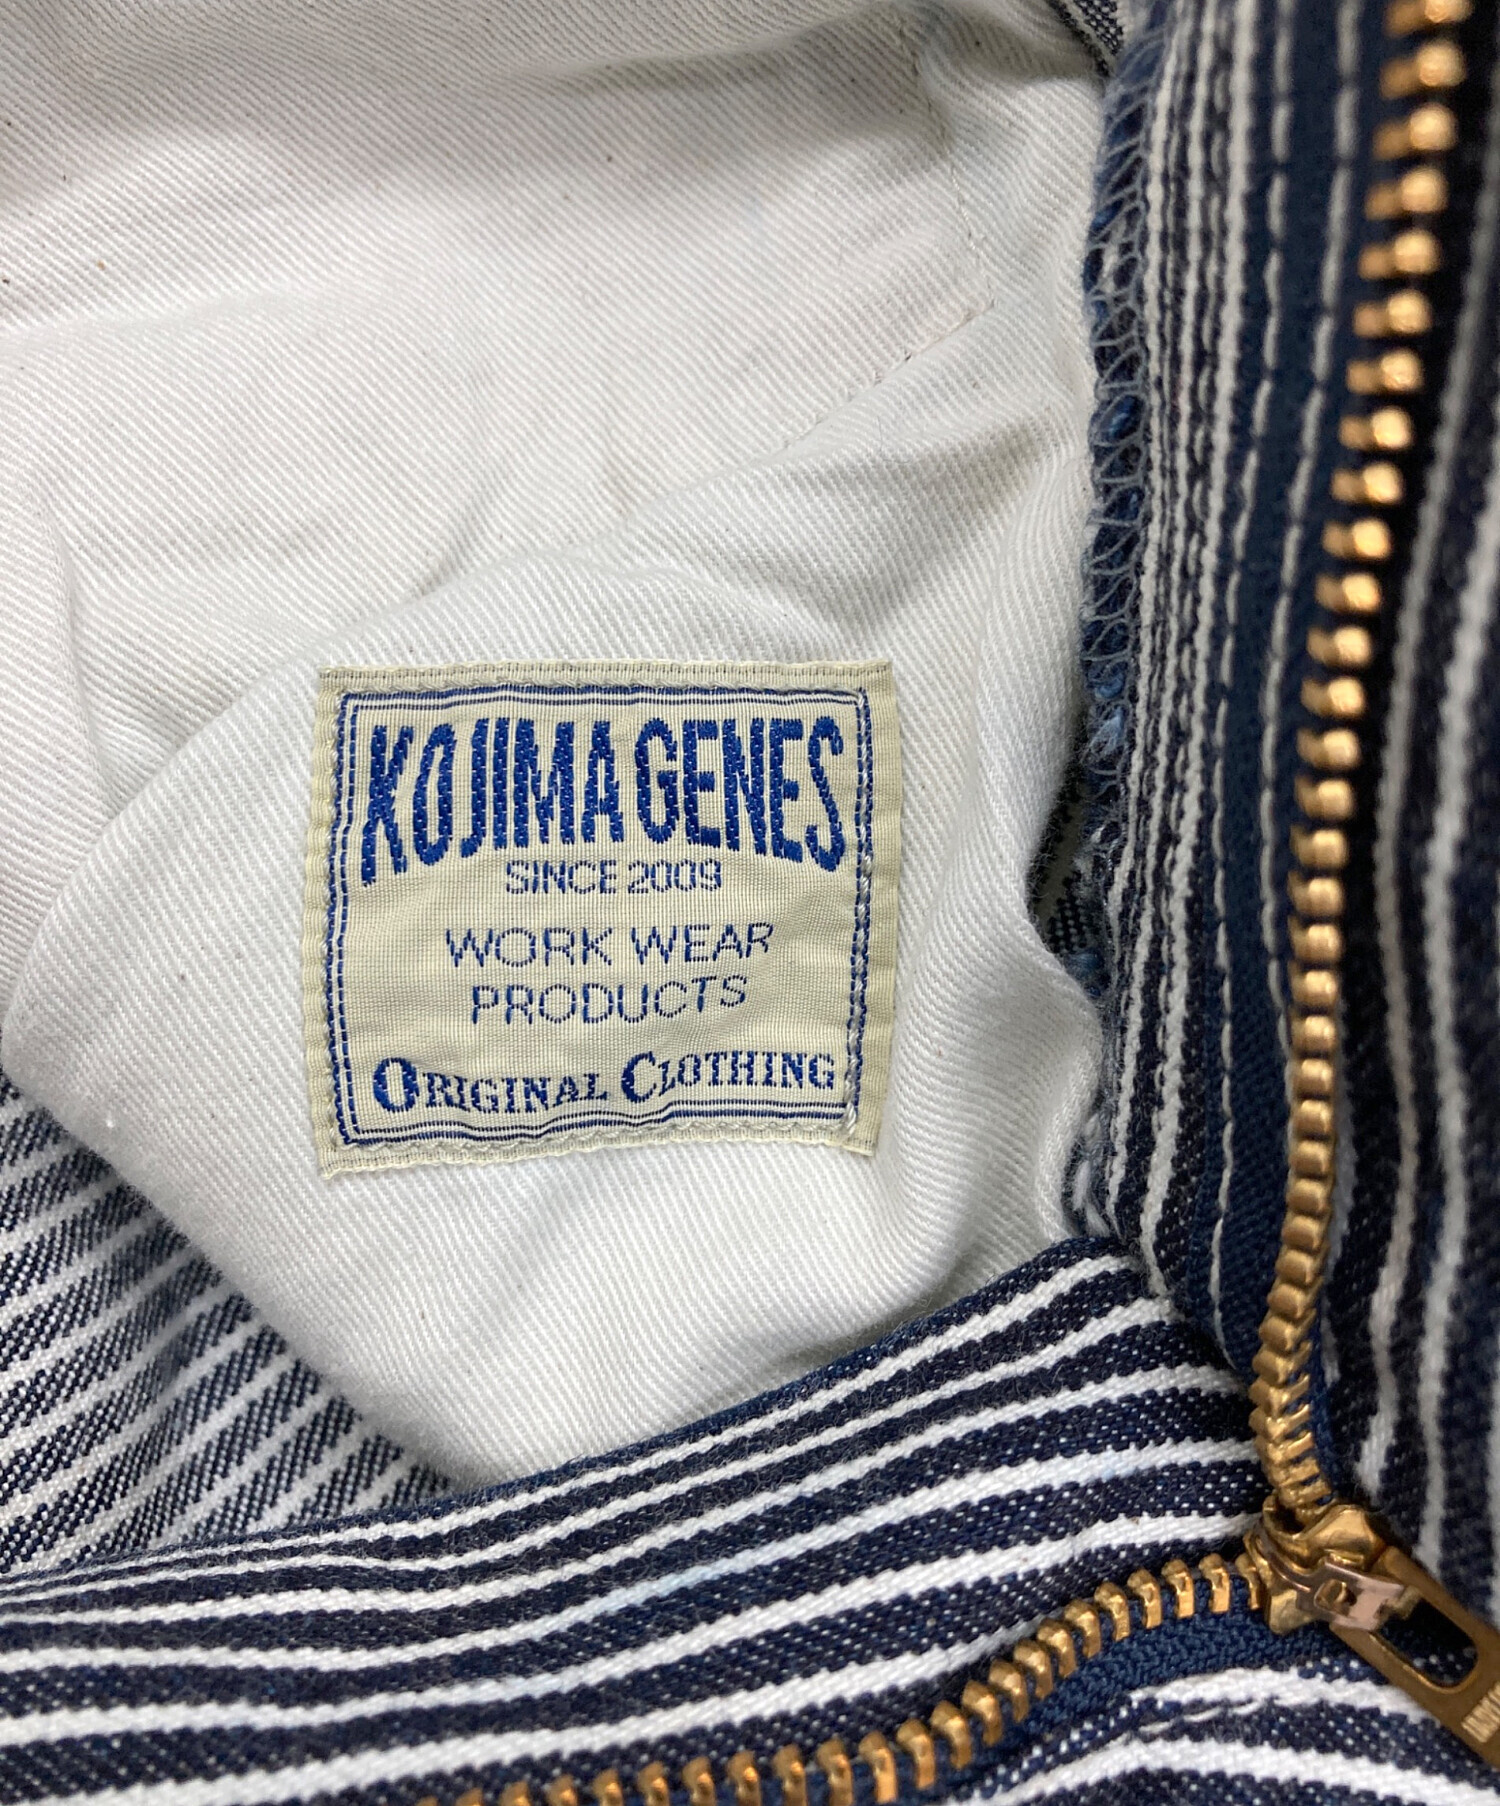 KOJIMA GENES
SINCE 2009
WORK WEAR
PRODUCTS
ORIGINAL CLOTHING